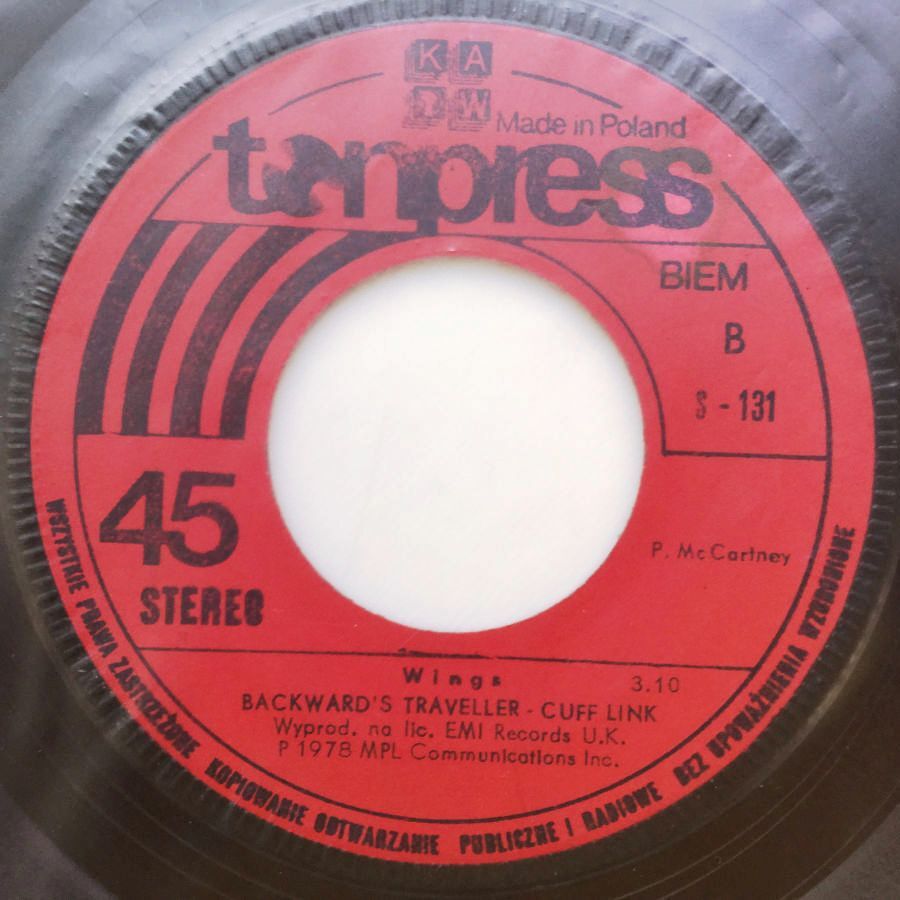 KA
AW
Made in Poland
tonpress
BIEM
B
S - 131
45
STEREO
P. McCartney
Wings 3.10
BACKWARD'S TRAVELLER - CUFF LINK
Wyprod. na lic. EMI Records U.K.
P 1978 MPL Communications Inc.
WSZYSTKIE PRAWA ZASTRZEŻONE KOPIOWANIE ODTWARZANIE PUBLICZNE I RADIOWE BEZ UPOWAŻNIENIA WZBRONIONE